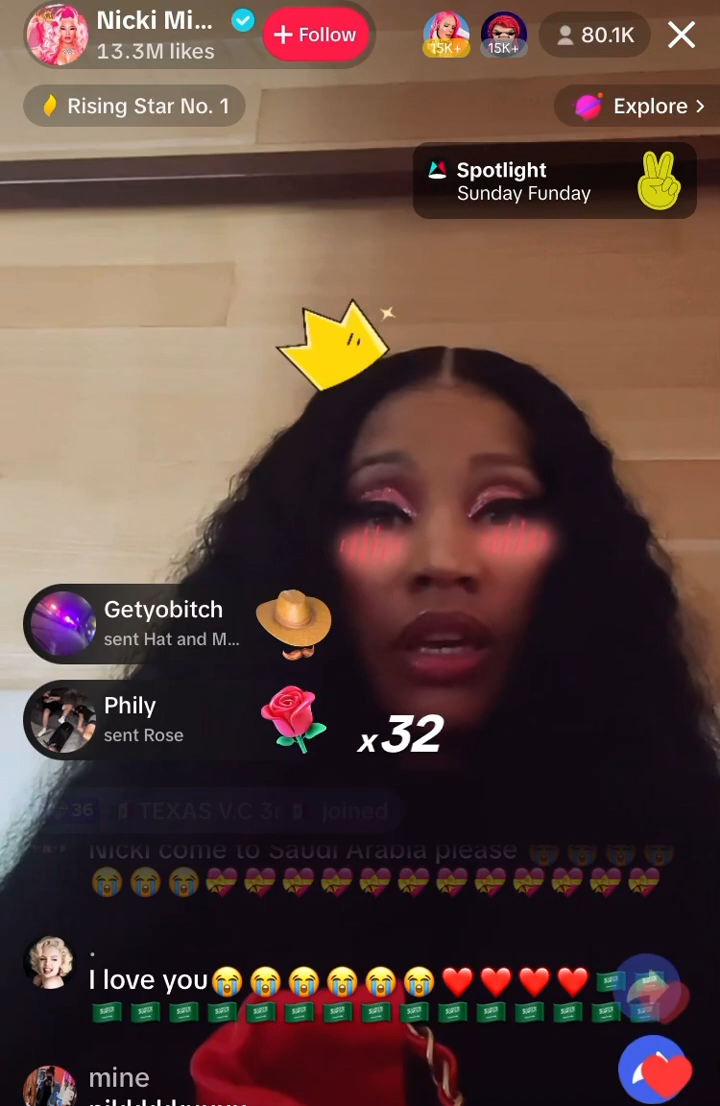 Nicki Mi...
13.3M likes
+ Follow
15K+
15K+
80.1K
Rising Star No. 1
Explore >
Spotlight
Sunday Funday
Getyobitch
sent Hat and M...
Phily
sent Rose
x32
36 TEXAS V.C joined
Nicki come to Saudi Arabia please 😭😭😭😭
😭😭😭💝💝💝💝💝💝💝💝💝💝💝💝
.
I love you😭😭😭😭😭😭❤️❤️❤️❤️🇸🇦🇸🇦
🇸🇦🇸🇦🇸🇦🇸🇦🇸🇦🇸🇦🇸🇦🇸🇦🇸🇦🇸🇦🇸🇦🇸🇦🇸🇦🇸🇦🇸🇦
mine